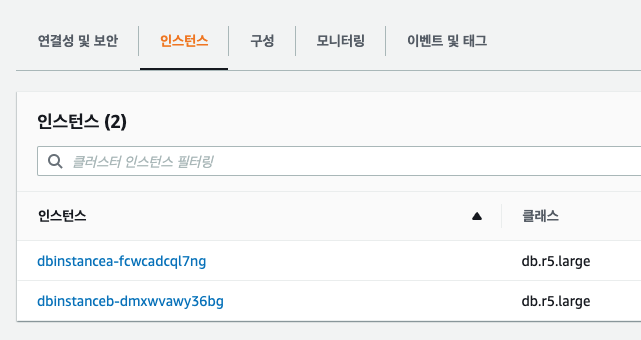 연결성 및 보안 인스턴스 구성 모니터링 이벤트 및 태그
인스턴스 (2)
클러스터 인스턴스 필터링
인스턴스 클래스
dbinstancea-fcwcadcql7ng db.r5.large
dbinstanceb-dmxwvawy36bg db.r5.large